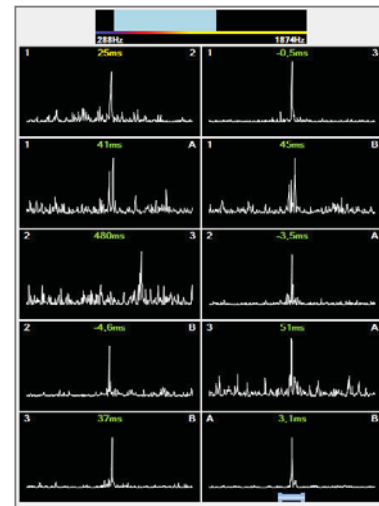 288Hz 1874Hz
1 25ms 2
1 -0,5ms 3
1 41ms A
1 45ms B
2 480ms 3
2 -3,5ms A
2 -4,6ms B
3 51ms A
3 37ms B
A 3,1ms B